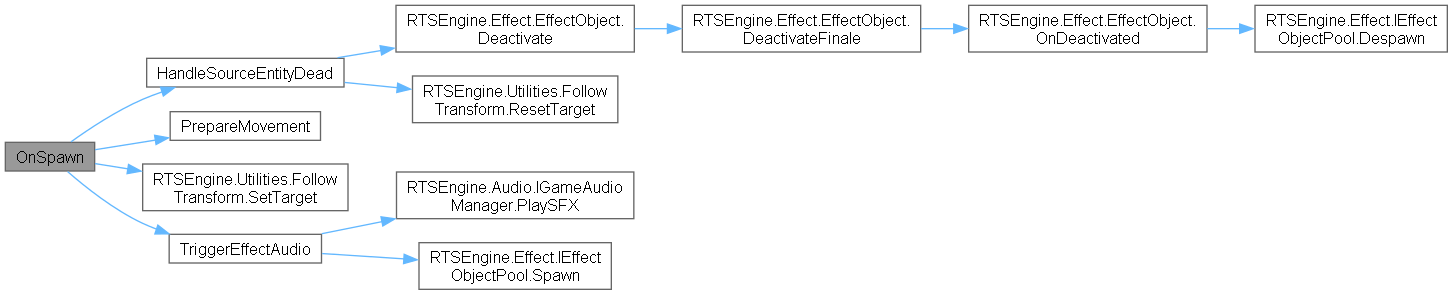 OnSpawn
HandleSourceEntityDead
RTSEngine.Effect.EffectObject.
Deactivate
RTSEngine.Effect.EffectObject.
DeactivateFinale
RTSEngine.Effect.EffectObject.
OnDeactivated
RTSEngine.Effect.IEffect
ObjectPool.Despawn
RTSEngine.Utilities.Follow
Transform.ResetTarget
PrepareMovement
RTSEngine.Utilities.Follow
Transform.SetTarget
TriggerEffectAudio
RTSEngine.Audio.IGameAudio
Manager.PlaySFX
RTSEngine.Effect.IEffect
ObjectPool.Spawn